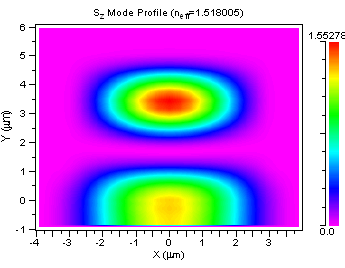 S_z Mode Profile (n_eff=1.518005)
6
5
4
3
2
1
0
-1
Y (µm)
-4 -3 -2 -1 0 1 2 3
X (µm)
1.55278
0.0